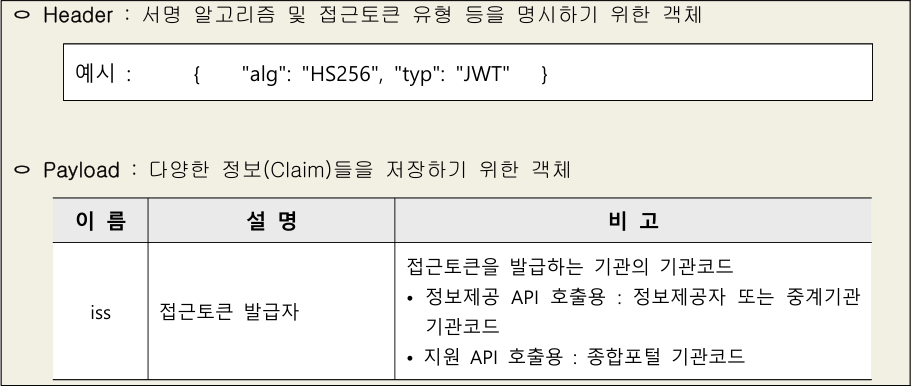 ㅇ Header : 서명 알고리즘 및 접근토큰 유형 등을 명시하기 위한 객체
예시 : { "alg": "HS256", "typ": "JWT" }
ㅇ Payload : 다양한 정보(Claim)들을 저장하기 위한 객체
이 름 설 명 비 고
접근토큰을 발급하는 기관의 기관코드
• 정보제공 API 호출용 : 정보제공자 또는 중계기관
iss 접근토큰 발급자
기관코드
• 지원 API 호출용 : 종합포털 기관코드